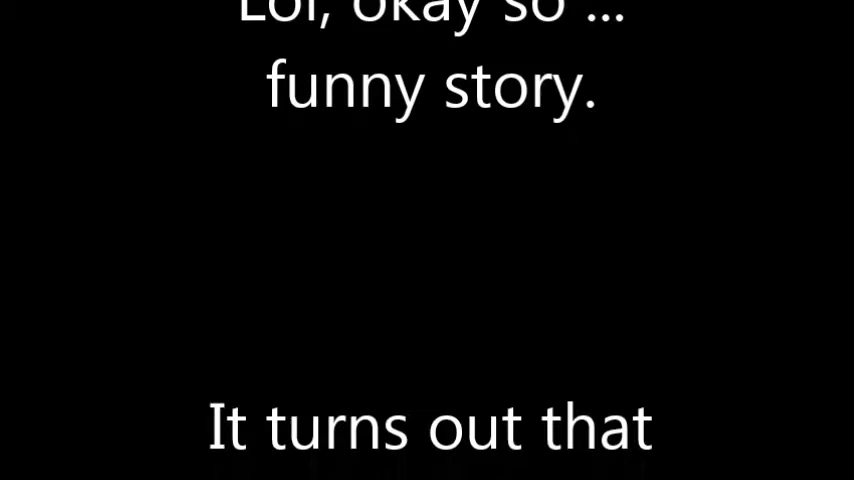 Lol, okay so ...
funny story.
It turns out that